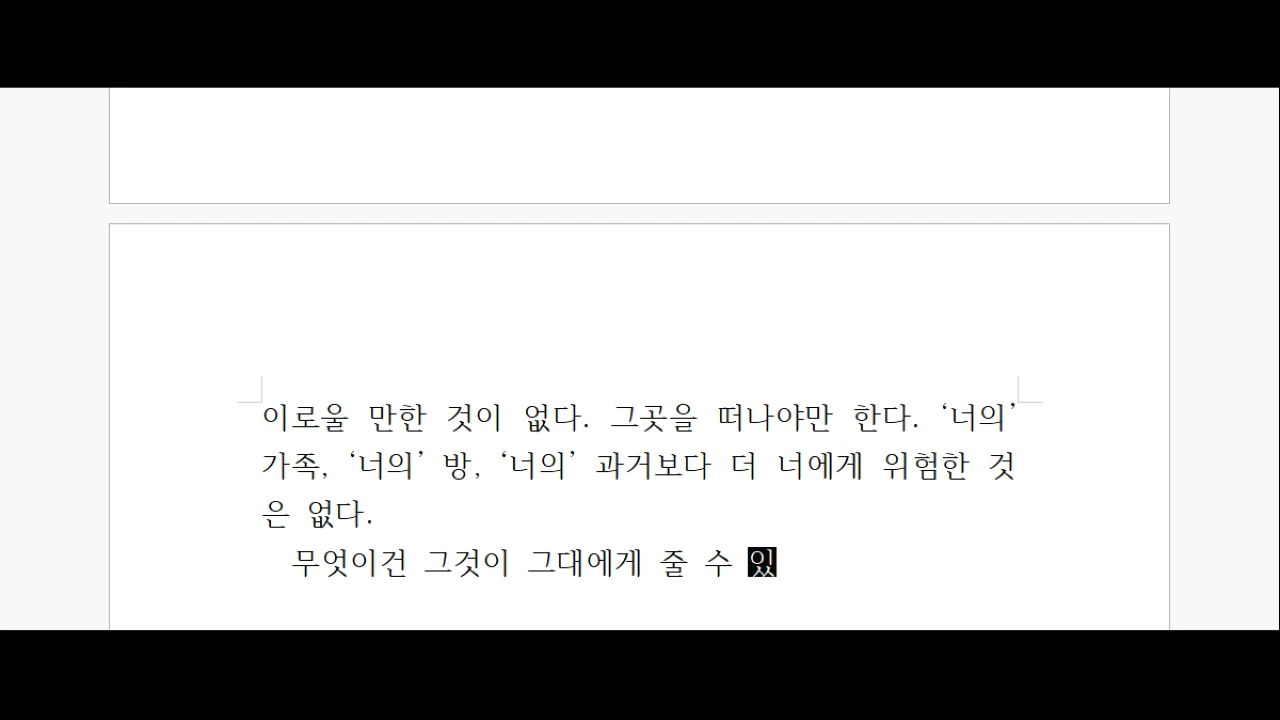 이로울 만한 것이 없다. 그곳을 떠나야만 한다. ‘너의’
가족, ‘너의’ 방, ‘너의’ 과거보다 더 너에게 위험한 것
은 없다.
무엇이건 그것이 그대에게 줄 수 있